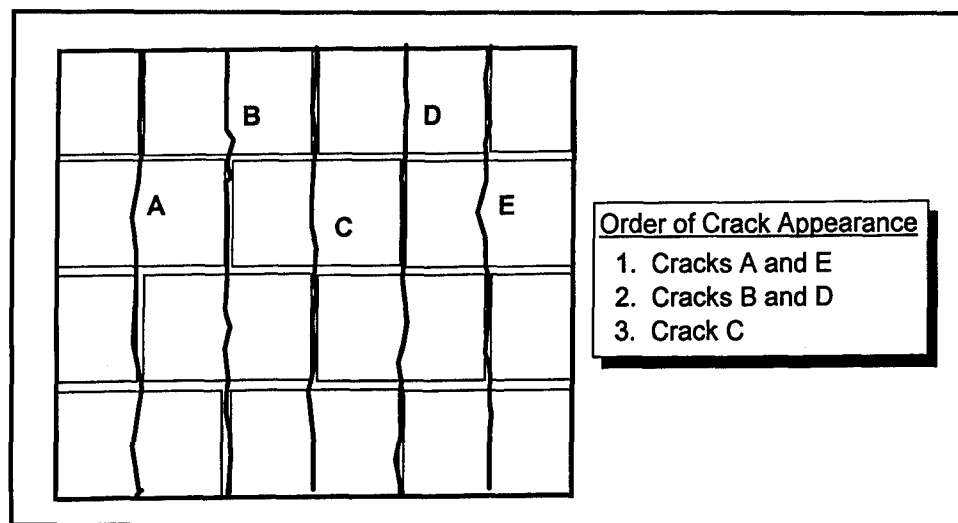 B
D
A
E
C
Order of Crack Appearance
1. Cracks A and E
2. Cracks B and D
3. Crack C